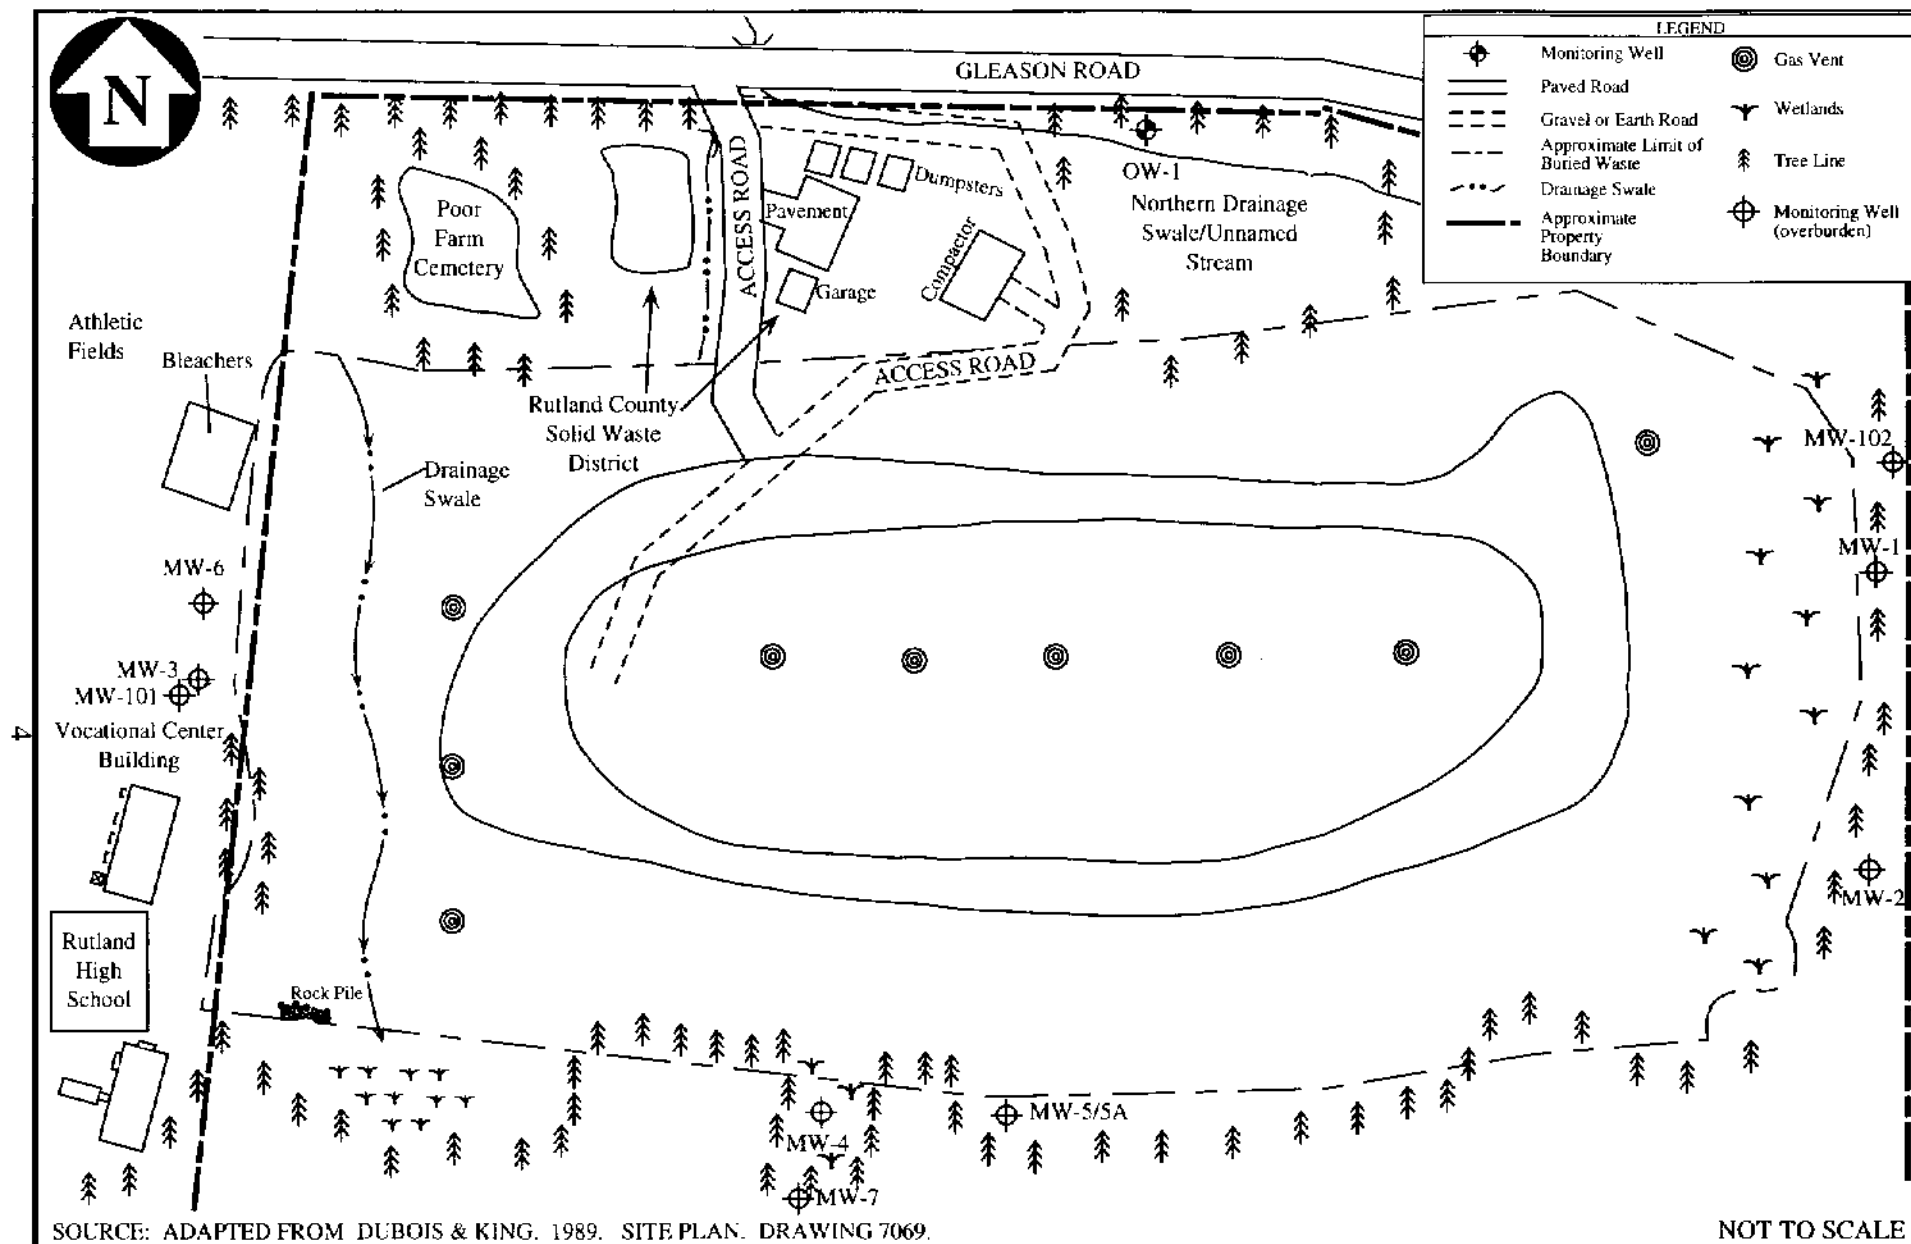 N
GLEASON ROAD
LEGEND
Monitoring Well
Gas Vent
Paved Road
Wetlands
Gravel or Earth Road
Approximate Limit of
Buried Waste
Tree Line
Drainage Swale
Approximate
Property
Boundary
Monitoring Well
(overburden)
ACCESS ROAD
OW-1
Northern Drainage
Swale/Unnamed
Stream
Dumpsters
Pavement
Compactor
Garage
Poor
Farm
Cemetery
Athletic
Fields
Bleachers
ACCESS ROAD
Rutland County
Solid Waste
District
Drainage
Swale
MW-102
MW-1
MW-6
MW-3
MW-101
Vocational Center
Building
4
MW-2
Rutland
High
School
Rock Pile
MW-5/5A
MW-4
MW-7
SOURCE: ADAPTED FROM DUBOIS & KING. 1989. SITE PLAN. DRAWING 7069.
NOT TO SCALE